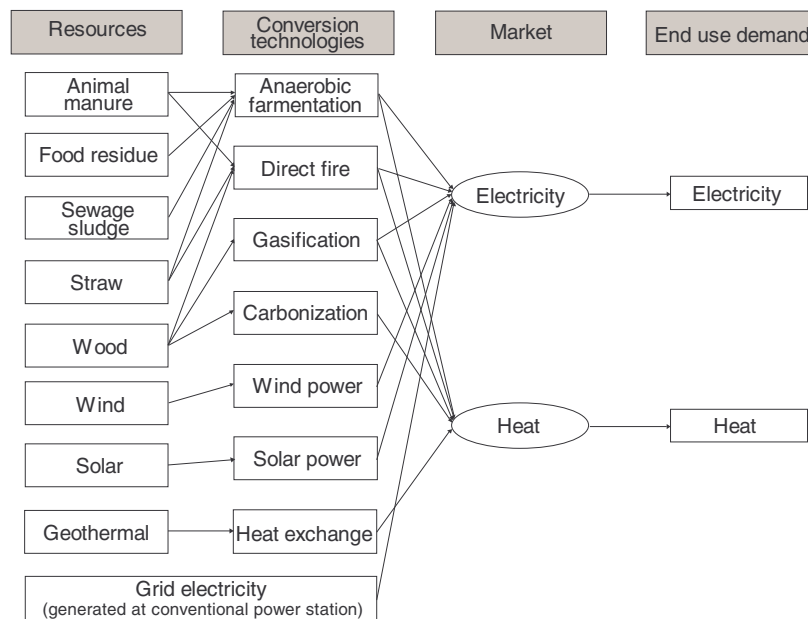 Resources
Conversion
technologies
Market
End use demand
Animal
manure
Anaerobic
farmentation
Food residue
Direct fire
Electricity
Electricity
Sewage
sludge
Gasification
Straw
Carbonization
Wood
Wind power
Wind
Heat
Heat
Solar
Solar power
Geothermal
Heat exchange
Grid electricity
(generated at conventional power station)